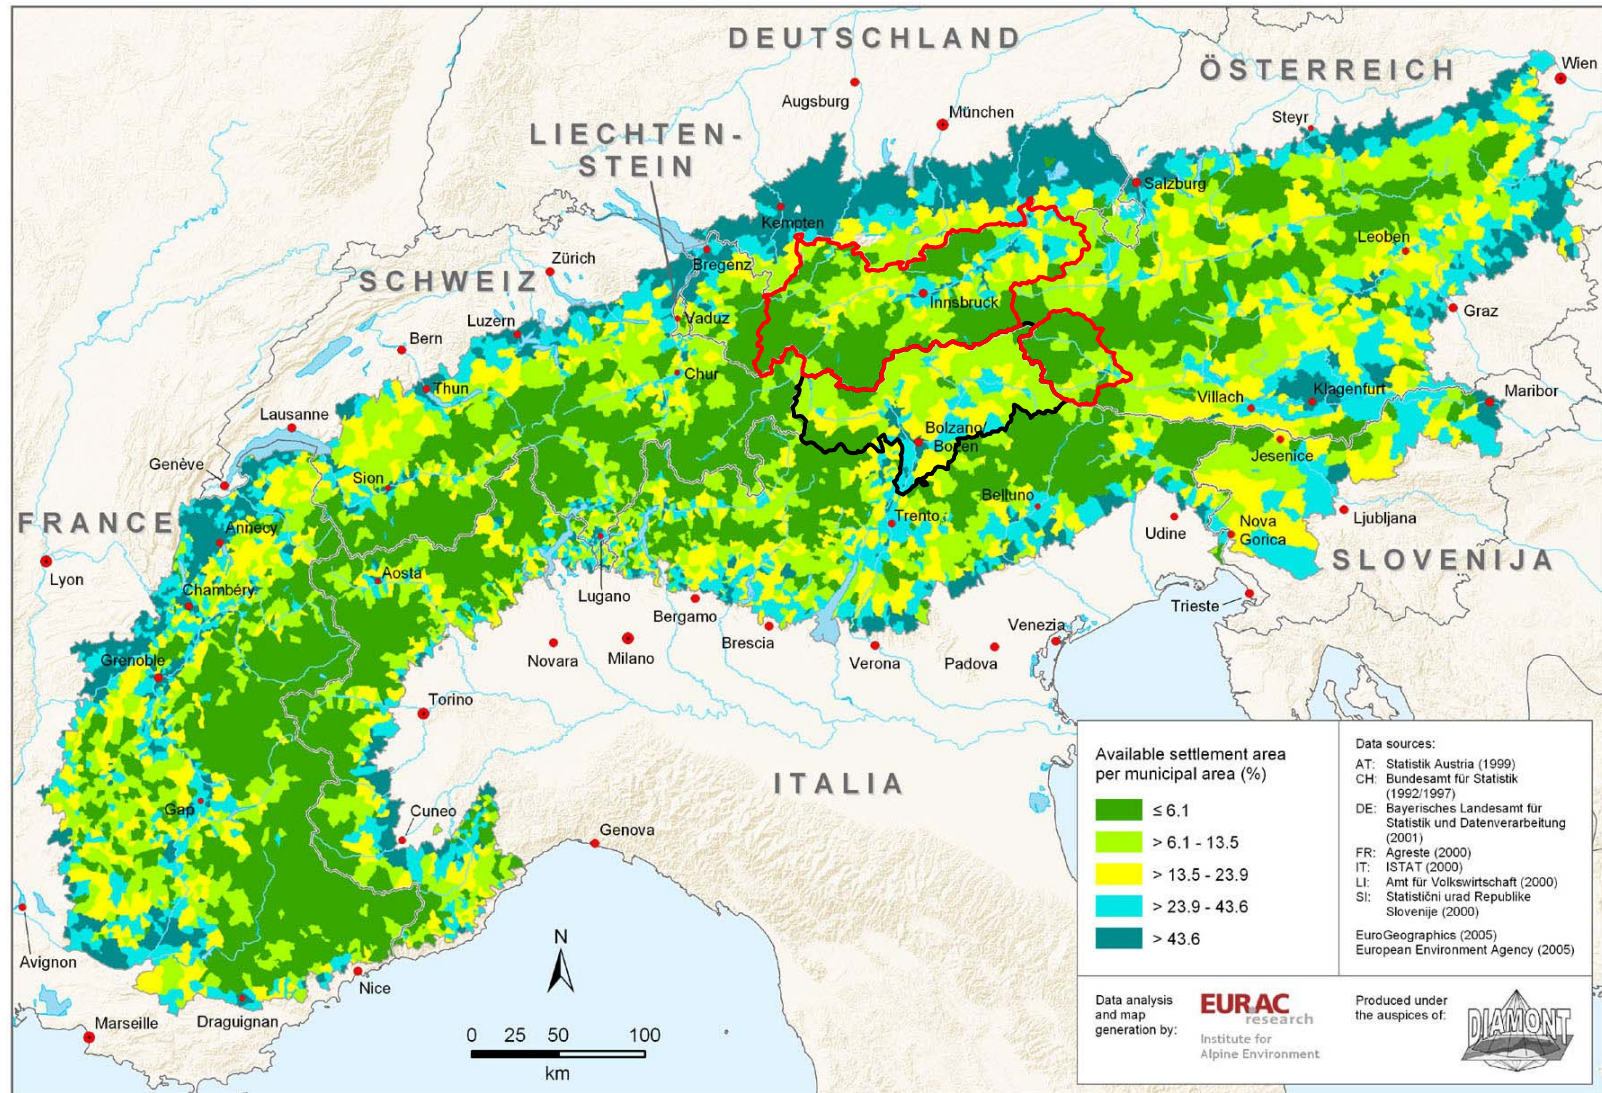 DEUTSCHLAND
ÖSTERREICH
Wien
Augsburg
München
Steyr
LIECHTEN-
STEIN
Salzburg
Kempten
Leoben
Bregenz
Zürich
SCHWEIZ
Innsbruck
Vaduz
Graz
Luzern
Bern
Chur
Thun
Villach
Klagenfurt
Maribor
Lausanne
Bolzano/
Bozen
Jesenice
Genève
Sion
Belluno
FRANCE
Annecy
Trento
Udine
Nova
Gorica
Ljubljana
SLOVENIJA
Lyon
Aosta
Chambéry
Lugano
Bergamo
Trieste
Brescia
Venezia
Novara
Milano
Verona
Padova
Grenoble
Torino
ITALIA
Gap
Cuneo
Genova
Avignon
Nice
Marseille
Draguignan
N
0 25 50 100
km
Available settlement area
per municipal area (%)
≤ 6.1
> 6.1 - 13.5
> 13.5 - 23.9
> 23.9 - 43.6
> 43.6
Data sources:
AT: Statistik Austria (1999)
CH: Bundesamt für Statistik
(1992/1997)
DE: Bayerisches Landesamt für
Statistik und Datenverarbeitung
(2001)
FR: Agreste (2000)
IT: ISTAT (2000)
LI: Amt für Volkswirtschaft (2000)
SI: Statistični urad Republike
Slovenije (2000)
EuroGeographics (2005)
European Environment Agency (2005)
Data analysis
and map
generation by:
EURAC
research
Institute for
Alpine Environment
Produced under
the auspices of:
DIAMONT